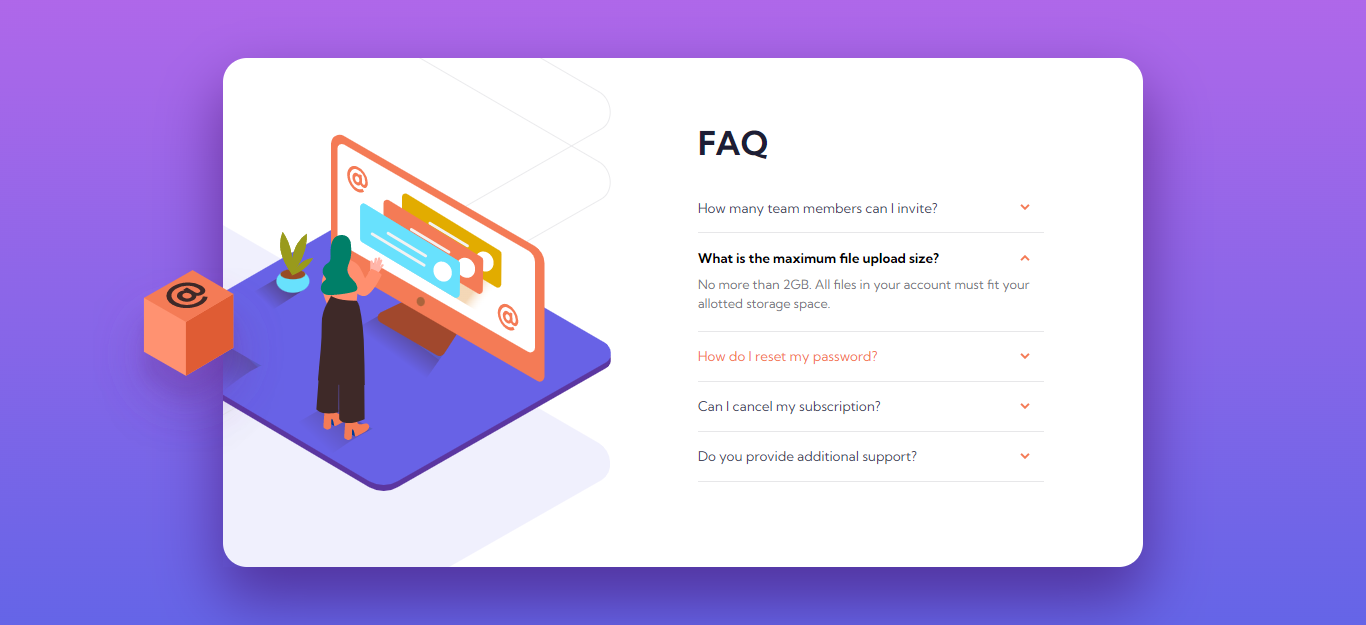 FAQ
How many team members can I invite?
What is the maximum file upload size?
No more than 2GB. All files in your account must fit your
allotted storage space.
How do I reset my password?
Can I cancel my subscription?
Do you provide additional support?
@
@
@